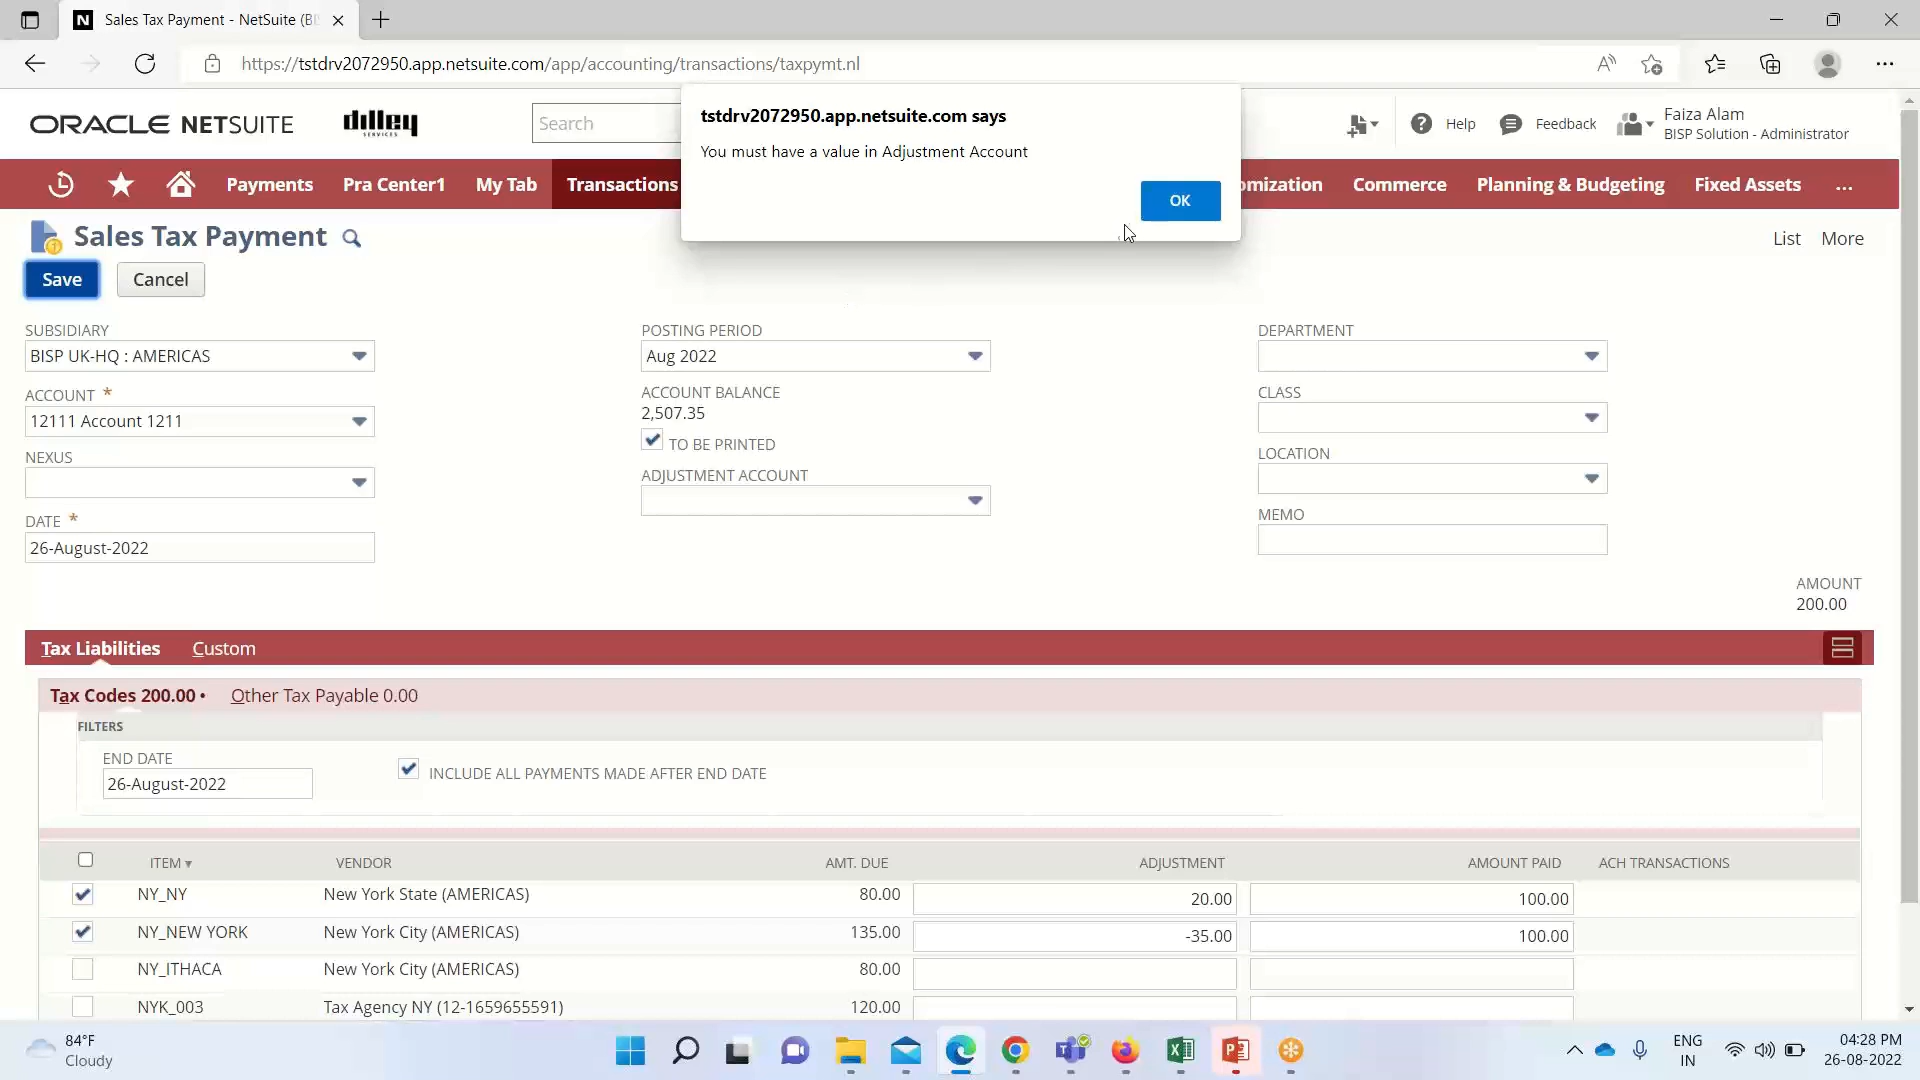 Sales Tax Payment - NetSuite (BI
https://tstdrv2072950.app.netsuite.com/app/accounting/transactions/taxpymt.nl
tstdrv2072950.app.netsuite.com says
You must have a value in Adjustment Account
OK
ORACLE NETSUITE
dilley
SERVICES
Search
Help
Feedback
Faiza Alam
BISP Solution - Administrator
Payments
Pra Center1
My Tab
Transactions
omization
Commerce
Planning & Budgeting
Fixed Assets
...
Sales Tax Payment
List
More
Save
Cancel
SUBSIDIARY
BISP UK-HQ : AMERICAS
ACCOUNT *
12111 Account 1211
NEXUS
DATE *
26-August-2022
POSTING PERIOD
Aug 2022
ACCOUNT BALANCE
2,507.35
TO BE PRINTED
ADJUSTMENT ACCOUNT
DEPARTMENT
CLASS
LOCATION
MEMO
AMOUNT
200.00
Tax Liabilities
Custom
Tax Codes 200.00 •
Other Tax Payable 0.00
FILTERS
END DATE
26-August-2022
INCLUDE ALL PAYMENTS MADE AFTER END DATE
ITEM VENDOR AMT. DUE ADJUSTMENT AMOUNT PAID ACH TRANSACTIONS
NY_NY New York State (AMERICAS) 80.00 20.00 100.00
NY_NEW YORK New York City (AMERICAS) 135.00 -35.00 100.00
NY_ITHACA New York City (AMERICAS) 80.00
NYK_003 Tax Agency NY (12-1659655591) 120.00
84°F
Cloudy
ENG
IN
04:28 PM
26-08-2022